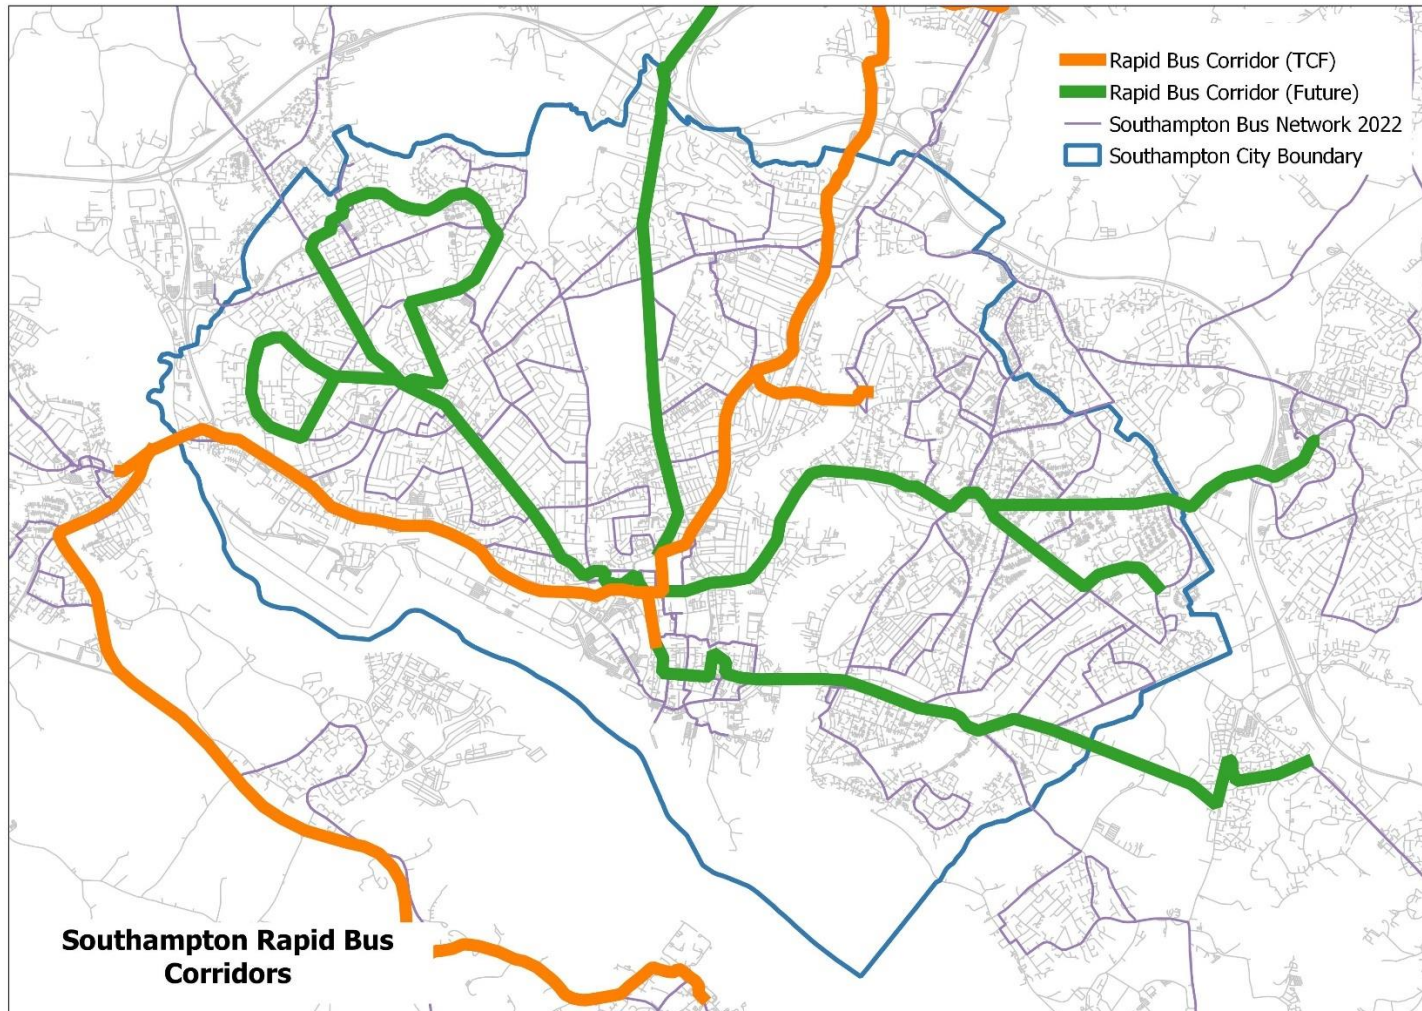 Rapid Bus Corridor (TCF)
Rapid Bus Corridor (Future)
Southampton Bus Network 2022
Southampton City Boundary
Southampton Rapid Bus
Corridors